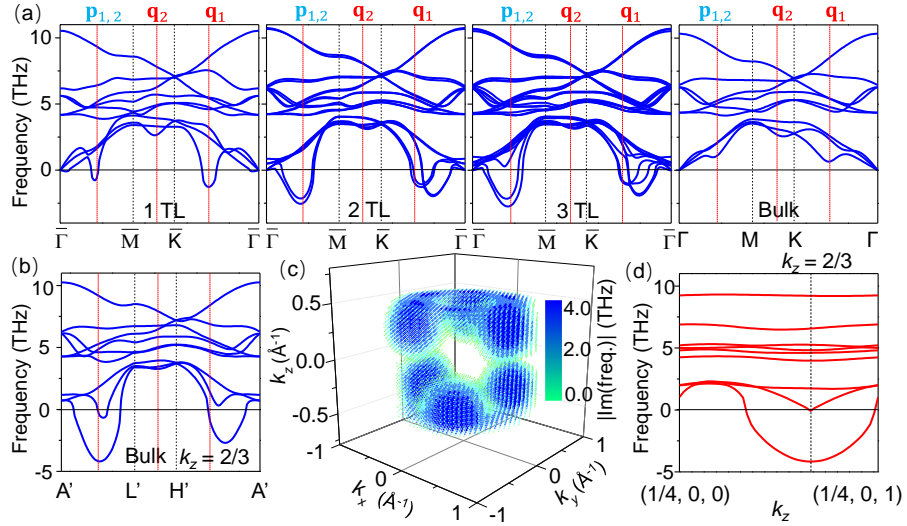 (a) p1, 2 q2 q1 p1, 2 q2 q1 p1, 2 q2 q1 p1, 2 q2 q1
Frequency (THz)
10
5
0
1 TL 2 TL 3 TL Bulk
Γ̅ M̅ K̅ Γ̅ Γ̅ M̅ K̅ Γ̅ Γ̅ M̅ K̅ Γ̅ Γ M K Γ
(b)
Frequency (THz)
10
5
0
-5
Bulk kz = 2/3
A' L' H' A'
(c)
kz (Å-1)
0.5
0.0
-0.5
-1 0 1
kx (Å-1)
-1 0 1
ky (Å-1)
|Im(freq.)| (THz)
4.0
2.0
0.0
(d) kz = 2/3
Frequency (THz)
10
5
0
-5
(1/4, 0, 0) (1/4, 0, 1)
kz